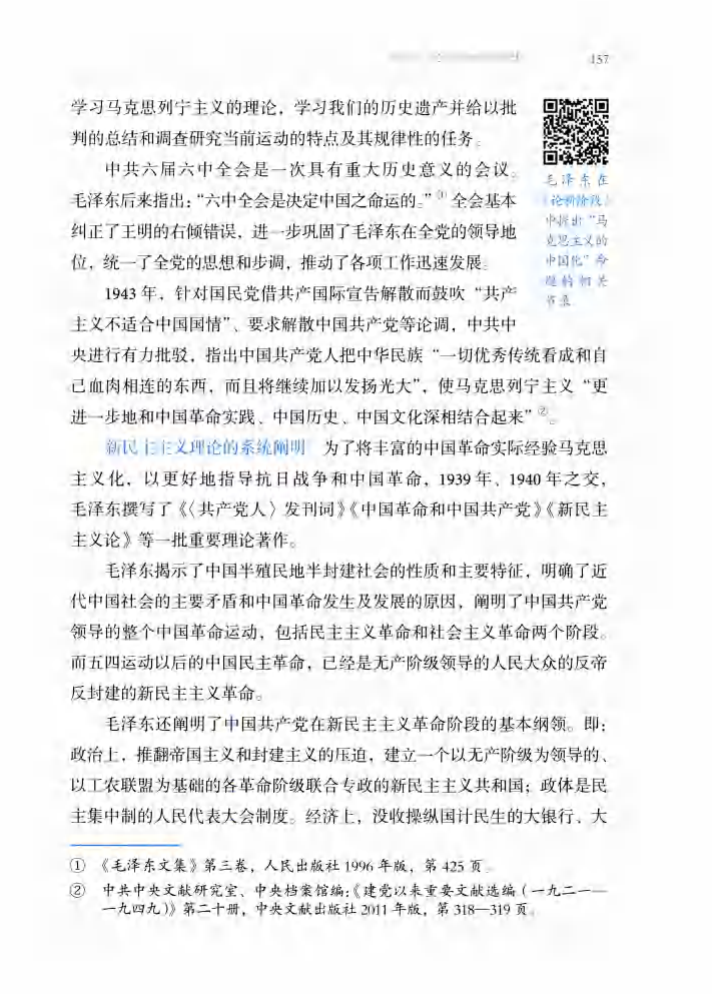 157
学习马克思列宁主义的理论，学习我们的历史遗产并给以批
判的总结和调查研究当前运动的特点及其规律性的任务。
中共六届六中全会是一次具有重大历史意义的会议。
毛泽东后来指出：“六中全会是决定中国之命运的。”①全会基本
纠正了王明的右倾错误，进一步巩固了毛泽东在全党的领导地
位，统一了全党的思想和步调，推动了各项工作迅速发展。
毛泽东在
《论新阶段》
中提出“马
克思主义的
中国化”命
题的相关
节录
1943 年，针对国民党借共产国际宣告解散而鼓吹“共产
主义不适合中国国情”、要求解散中国共产党等论调，中共中
央进行有力批驳，指出中国共产党人把中华民族“一切优秀传统看成和自
己血肉相连的东西，而且将继续加以发扬光大”，使马克思列宁主义“更
进一步地和中国革命实践、中国历史、中国文化深相结合起来”②。
新民主主义理论的系统阐明 为了将丰富的中国革命实际经验马克思
主义化，以更好地指导抗日战争和中国革命，1939 年、1940 年之交，
毛泽东撰写了《〈共产党人〉发刊词》《中国革命和中国共产党》《新民主
主义论》等一批重要理论著作。
毛泽东揭示了中国半殖民地半封建社会的性质和主要特征，明确了近
代中国社会的主要矛盾和中国革命发生及发展的原因，阐明了中国共产党
领导的整个中国革命运动，包括民主主义革命和社会主义革命两个阶段。
而五四运动以后的中国民主革命，已经是无产阶级领导的人民大众的反帝
反封建的新民主主义革命。
毛泽东还阐明了中国共产党在新民主主义革命阶段的基本纲领。即：
政治上，推翻帝国主义和封建主义的压迫，建立一个以无产阶级为领导的、
以工农联盟为基础的各革命阶级联合专政的新民主主义共和国；政体是民
主集中制的人民代表大会制度。经济上，没收操纵国计民生的大银行、大
① 《毛泽东文集》第三卷，人民出版社 1996 年版，第 425 页。
② 中共中央文献研究室、中央档案馆编：《建党以来重要文献选编（一九二一—
一九四九）》第二十册，中央文献出版社 2011 年版，第 318—319 页。